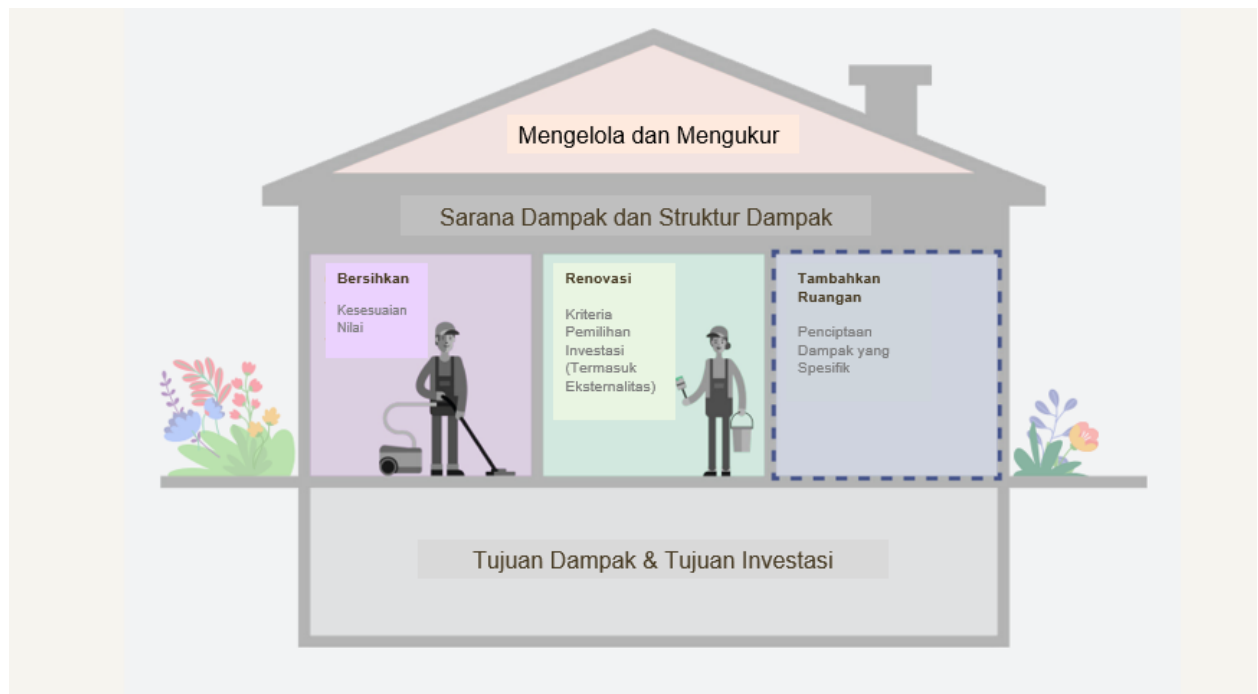 Mengelola dan Mengukur
Sarana Dampak dan Struktur Dampak
Bersihkan
Kesesuaian
Nilai
Renovasi
Kriteria
Pemilihan
Investasi
(Termasuk
Eksternalitas)
Tambahkan
Ruangan
Penciptaan
Dampak yang
Spesifik
Tujuan Dampak & Tujuan Investasi